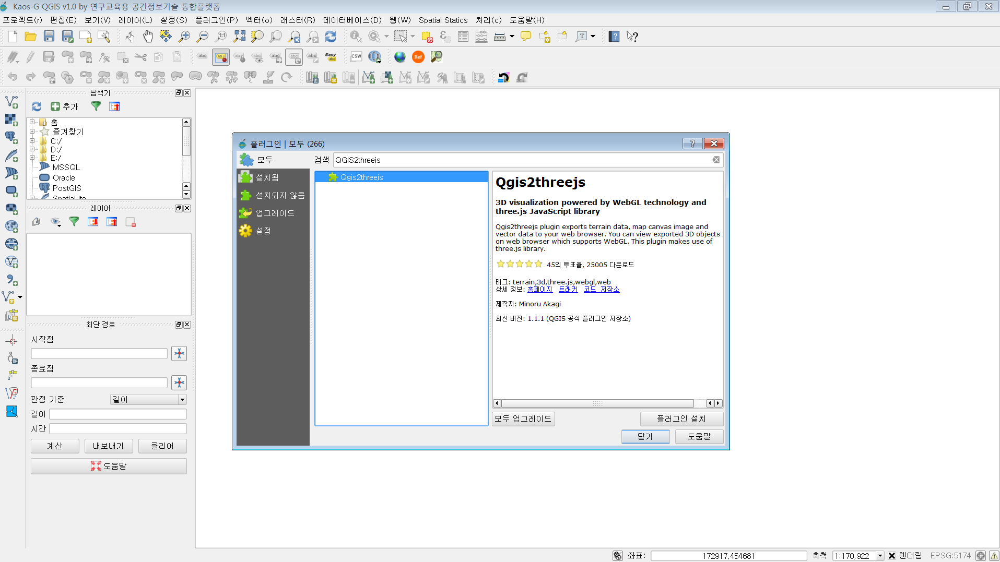 Kaos-G QGIS v1.0 by 연구교육용 공간정보기술 통합플랫폼
프로젝트(r) 편집(E) 보기(V) 레이어(L) 설정(S) 플러그인(P) 벡터(o) 래스터(R) 데이터베이스(D) 웹(W) Spatial Statics 처리(c) 도움말(H)
1:1
T
?
?
abc ab abc abc abc abc abc Easy abc CSW Ref
탐색기
추가
홈
즐겨찾기
C:/
D:/
E:/
MSSQL
Oracle
PostGIS
SpatiaLite
레이어
최단 경로
시작점
종료점
판정 기준 길이
길이
시간
계산 내보내기 클리어
도움말
플러그인 | 모두 (266)
모두
설치됨
설치되지 않음
업그레이드
설정
검색 QGIS2threejs
Qgis2threejs
Qgis2threejs
3D visualization powered by WebGL technology and
three.js JavaScript library
Qgis2threejs plugin exports terrain data, map canvas image and
vector data to your web browser. You can view exported 3D objects
on web browser which supports WebGL. This plugin makes use of
three.js library.
45의 투표율, 25005 다운로드
태그: terrain,3d,three.js,webgl,web
상세 정보: 홈페이지 트래커 코드 저장소
제작자: Minoru Akagi
최신 버전: 1.1.1 (QGIS 공식 플러그인 저장소)
모두 업그레이드 플러그인 설치
닫기 도움말
좌표: 172917,454681 축척 1:170,922 렌더링 EPSG:5174